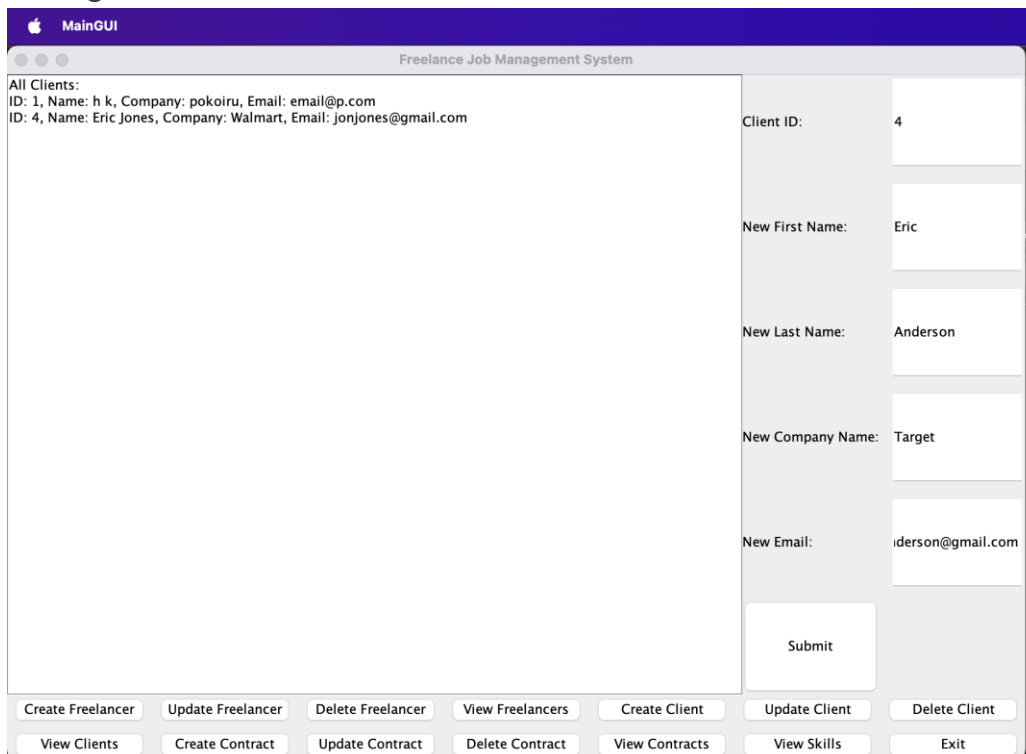 MainGUI
Freelance Job Management System
All Clients:
ID: 1, Name: h k, Company: pokoiru, Email: email@p.com
ID: 4, Name: Eric Jones, Company: Walmart, Email: jonjones@gmail.com
Client ID: 4
New First Name: Eric
New Last Name: Anderson
New Company Name: Target
New Email: derson@gmail.com
Submit
Create Freelancer Update Freelancer Delete Freelancer View Freelancers Create Client Update Client Delete Client
View Clients Create Contract Update Contract Delete Contract View Contracts View Skills Exit